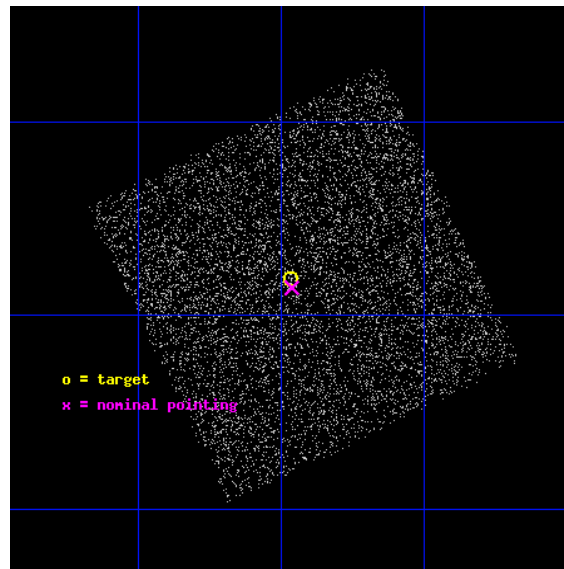 o = target
x = nominal pointing